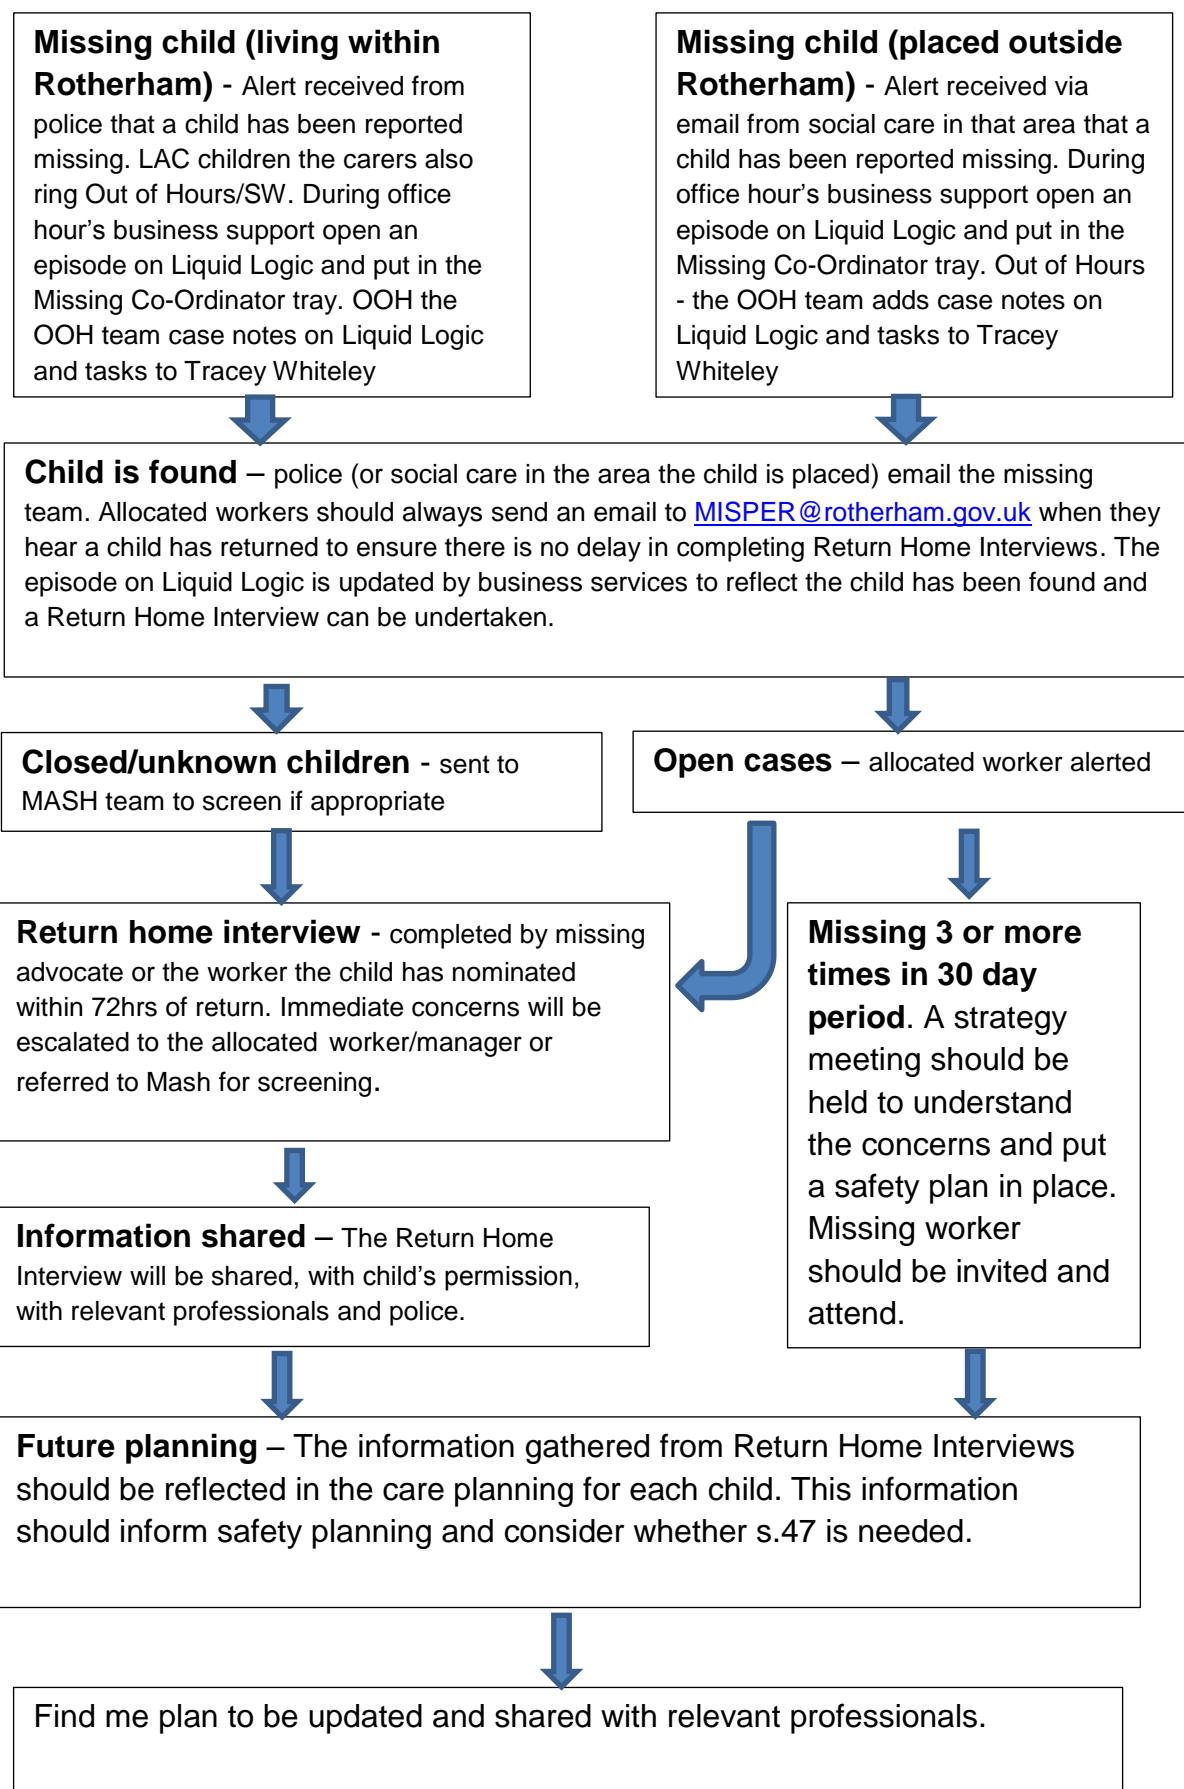 Missing child (living within
Rotherham) - Alert received from
police that a child has been reported
missing. LAC children the carers also
ring Out of Hours/SW. During office
hour’s business support open an
episode on Liquid Logic and put in the
Missing Co-Ordinator tray. OOH the
OOH team case notes on Liquid Logic
and tasks to Tracey Whiteley
Missing child (placed outside
Rotherham) - Alert received via
email from social care in that area that a
child has been reported missing. During
office hour’s business support open an
episode on Liquid Logic and put in the
Missing Co-Ordinator tray. Out of Hours
- the OOH team adds case notes on
Liquid Logic and tasks to Tracey
Whiteley
Child is found – police (or social care in the area the child is placed) email the missing
team. Allocated workers should always send an email to MISPER@rotherham.gov.uk when they
hear a child has returned to ensure there is no delay in completing Return Home Interviews. The
episode on Liquid Logic is updated by business services to reflect the child has been found and
a Return Home Interview can be undertaken.
Closed/unknown children - sent to
MASH team to screen if appropriate
Open cases – allocated worker alerted
Return home interview - completed by missing
advocate or the worker the child has nominated
within 72hrs of return. Immediate concerns will be
escalated to the allocated worker/manager or
referred to Mash for screening.
Missing 3 or more
times in 30 day
period. A strategy
meeting should be
held to understand
the concerns and put
a safety plan in place.
Missing worker
should be invited and
attend.
Information shared – The Return Home
Interview will be shared, with child’s permission,
with relevant professionals and police.
Future planning – The information gathered from Return Home Interviews
should be reflected in the care planning for each child. This information
should inform safety planning and consider whether s.47 is needed.
Find me plan to be updated and shared with relevant professionals.